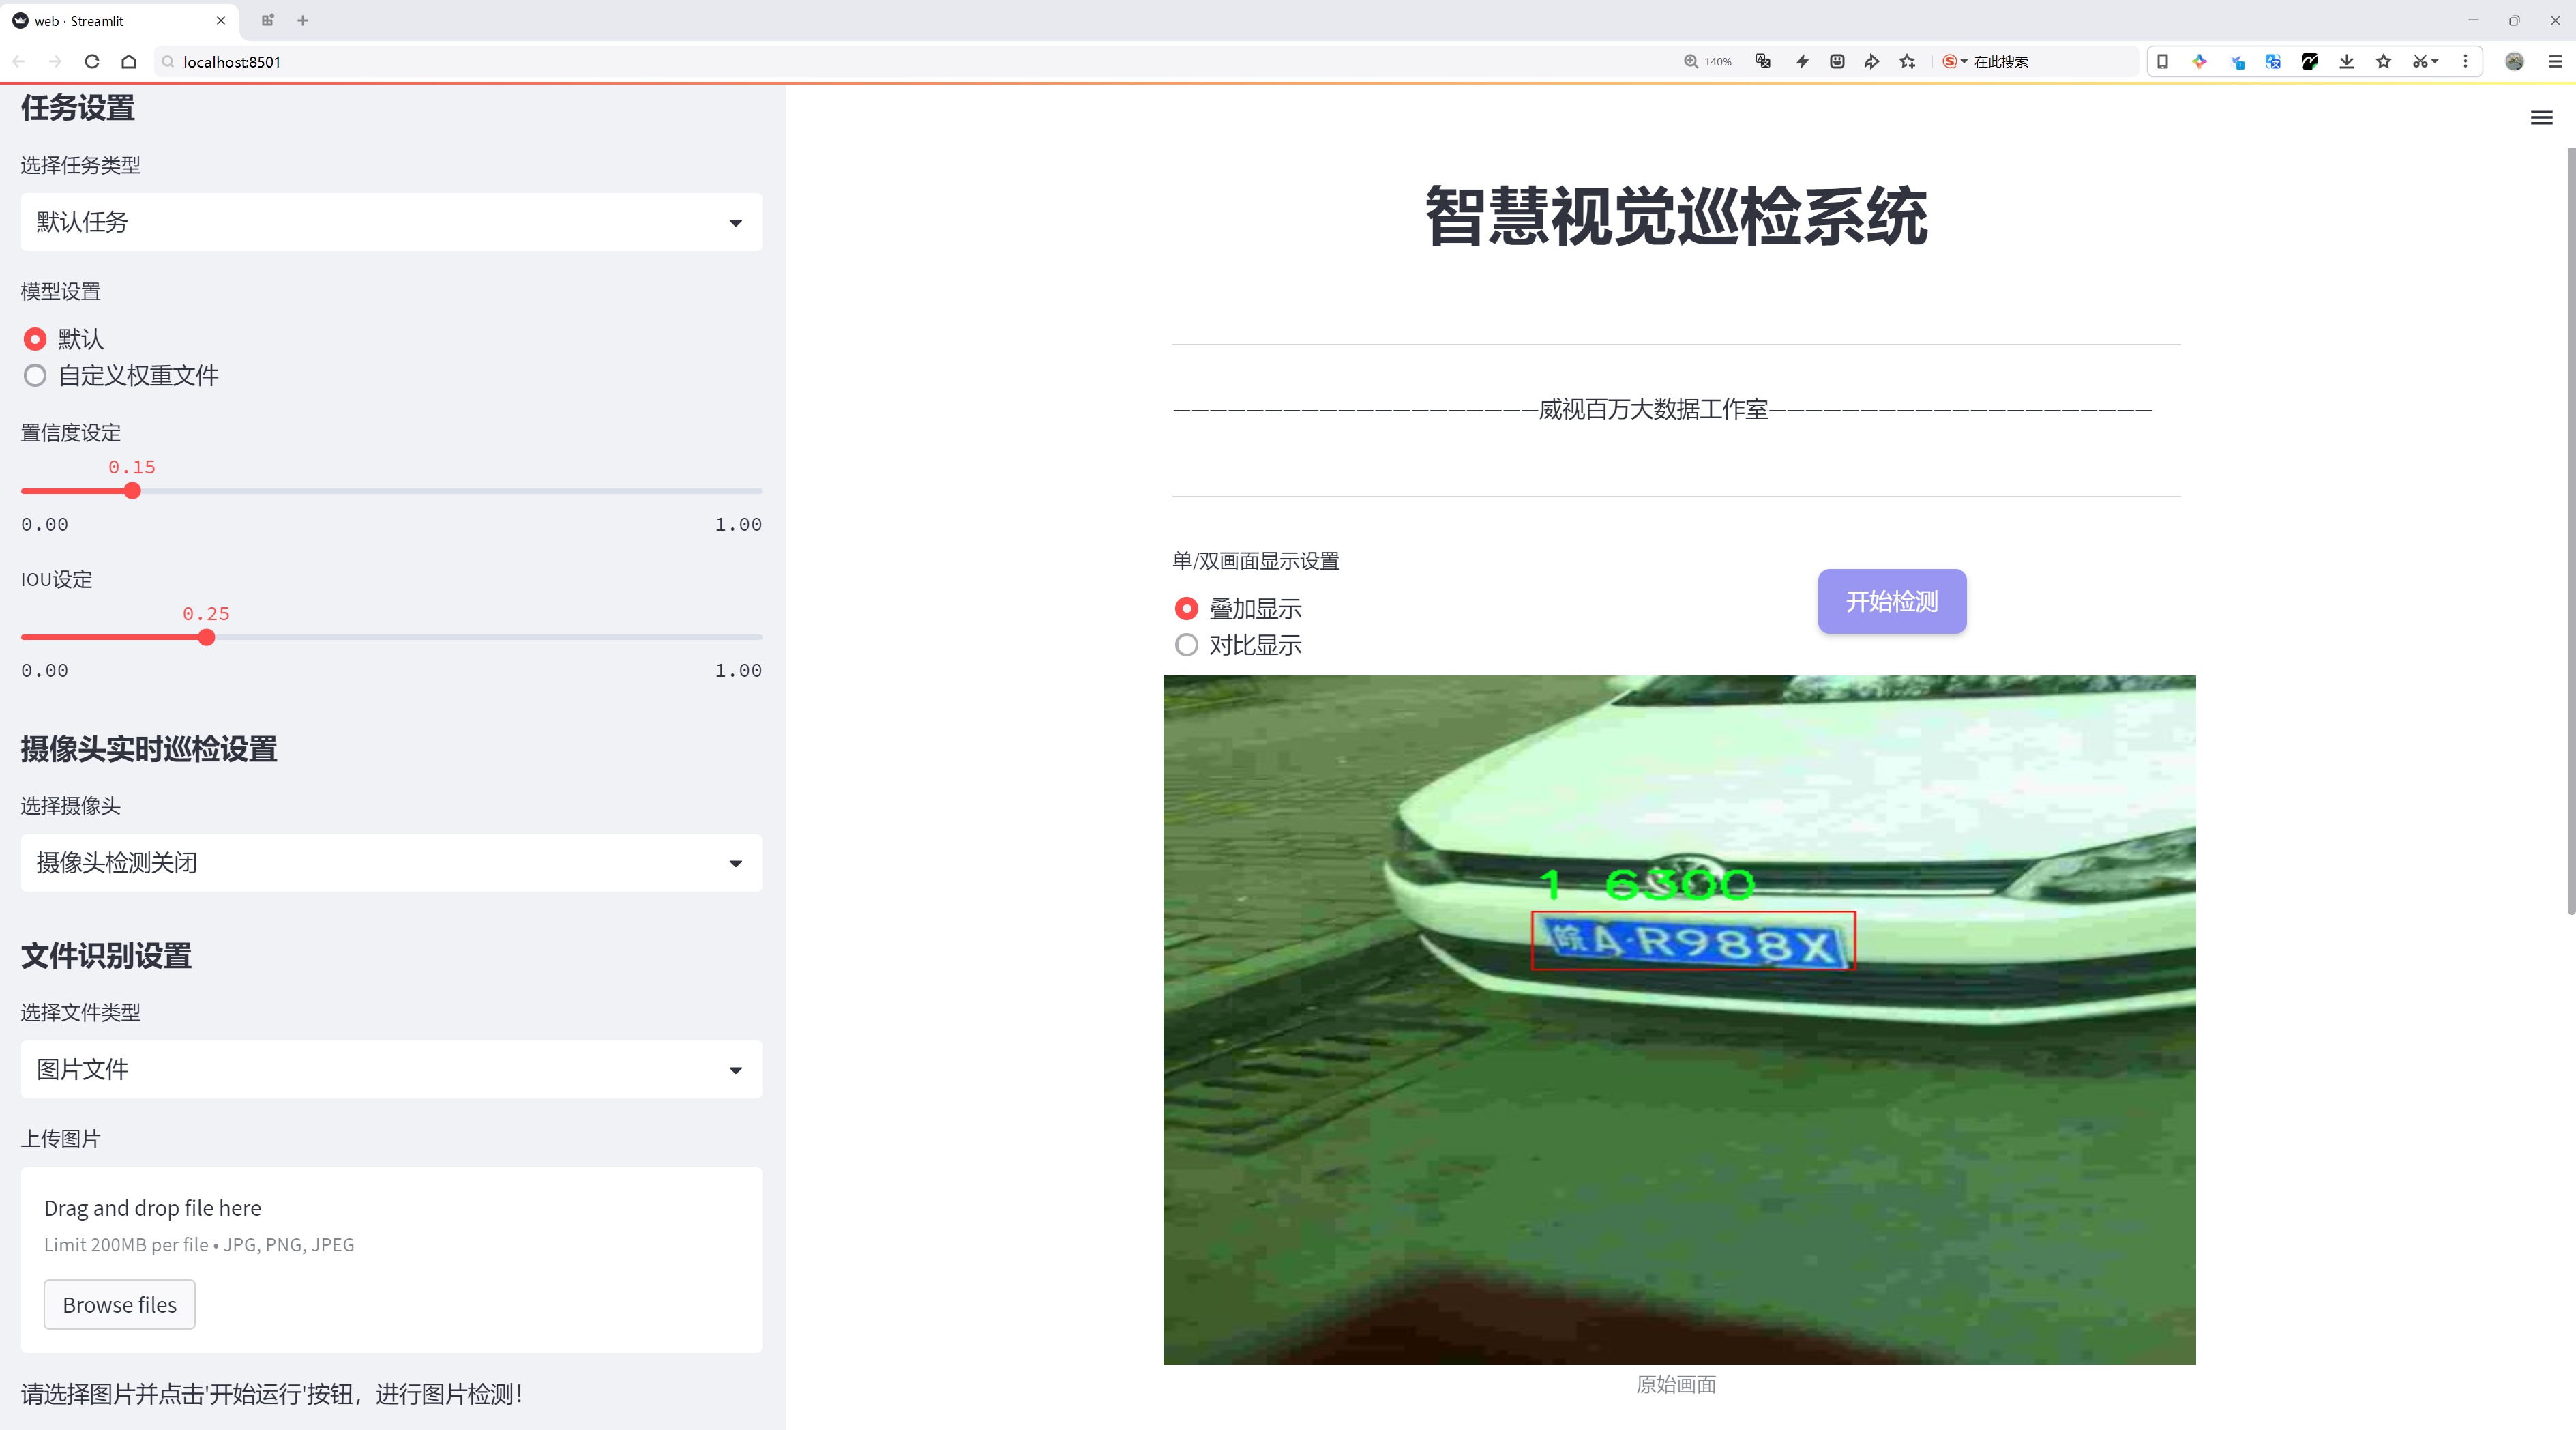 web · Streamlit
localhost:8501
140%
在此搜索
任务设置
选择任务类型
默认任务
模型设置
默认
自定义权重文件
置信度设定
0.15
0.00 1.00
IOU设定
0.25
0.00 1.00
摄像头实时巡检设置
选择摄像头
摄像头检测关闭
文件识别设置
选择文件类型
图片文件
上传图片
Drag and drop file here
Limit 200MB per file • JPG, PNG, JPEG
Browse files
请选择图片并点击'开始运行'按钮，进行图片检测！
智慧视觉巡检系统
————————————————————威视百万大数据工作室—————————————————————
单/双画面显示设置
叠加显示
对比显示
开始检测
1 6300
皖A·R988X
原始画面